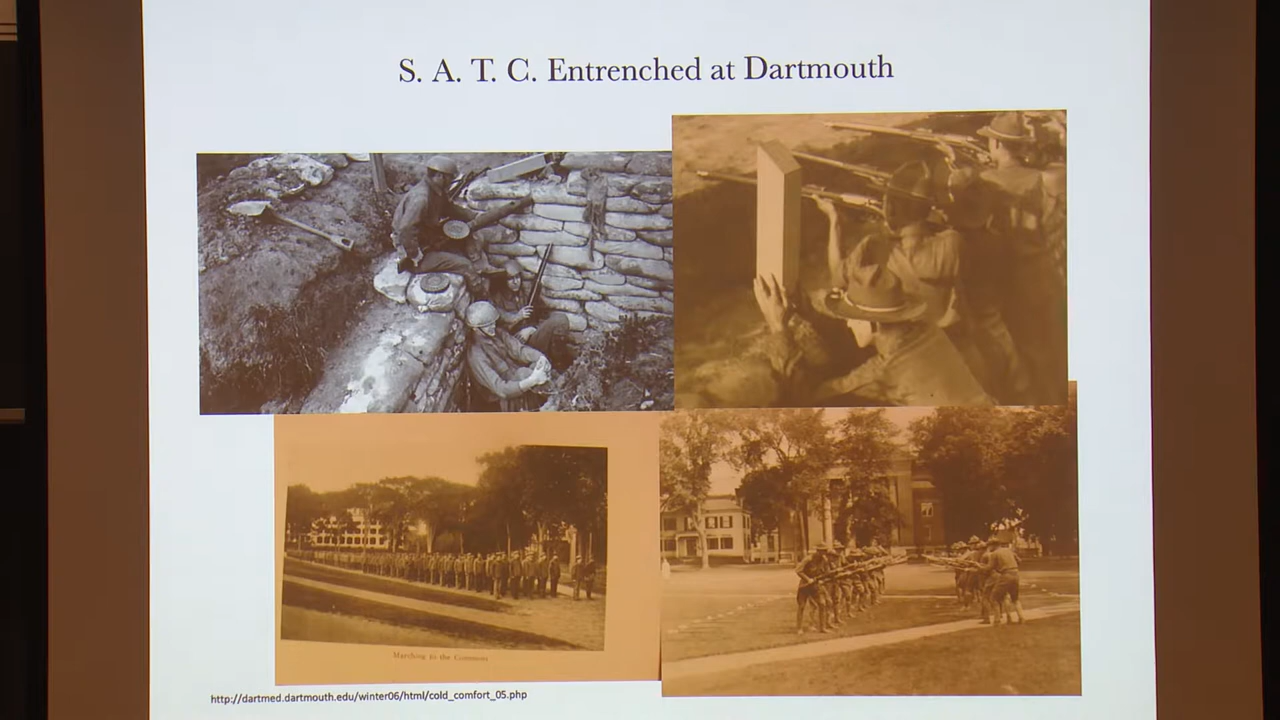 S. A. T. C. Entrenched at Dartmouth
Marching to the Commons
http://dartmed.dartmouth.edu/winter06/html/cold_comfort_05.php